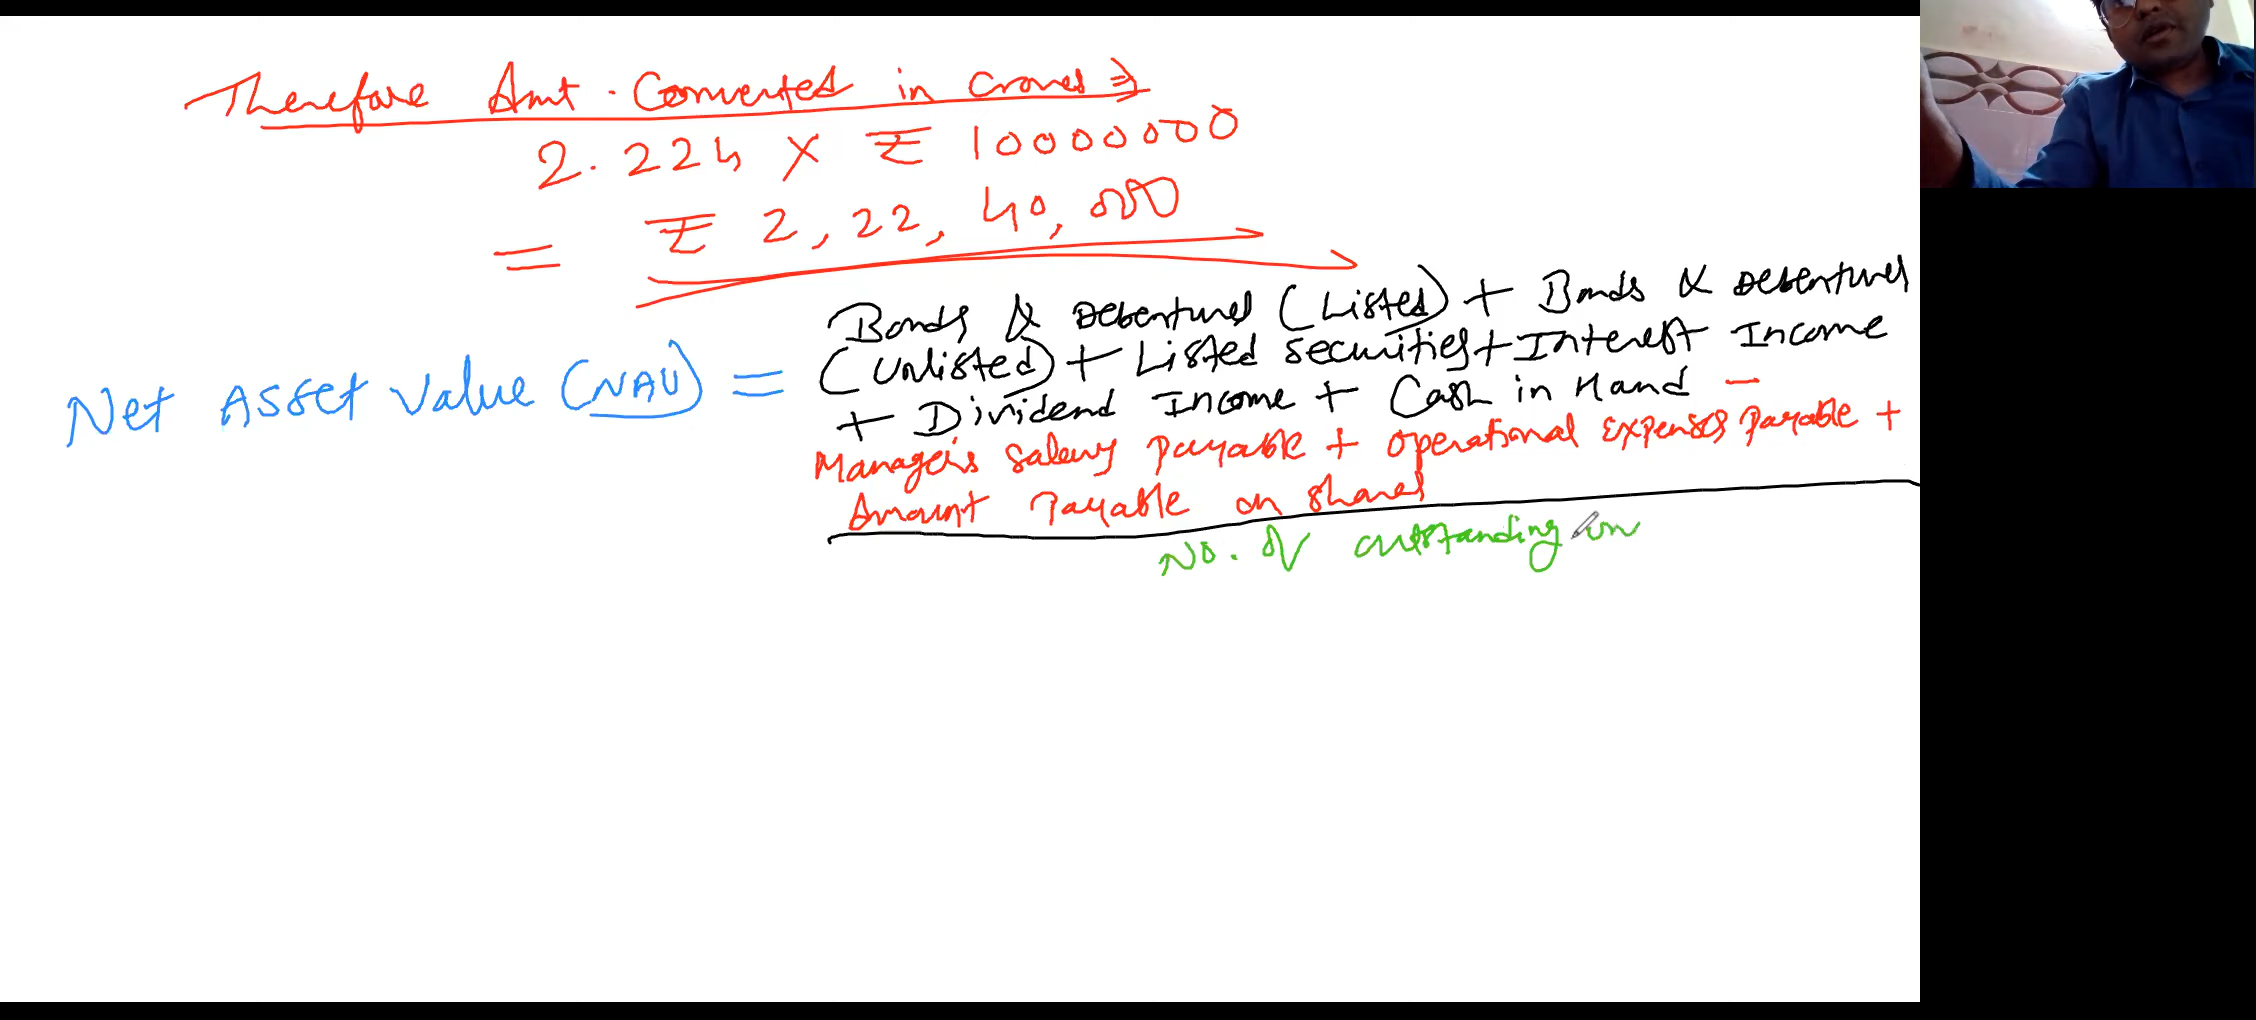 Therefore Amt. Converted in Crores ⇒
2.224 × ₹ 10000000
= ₹ 2,22,40,000
Net Asset Value (NAV) =
Bonds & Debentures (Listed) + Bonds & Debentures
(Unlisted) + Listed securities + Interest Income
+ Dividend Income + Cash in Hand -
Manager's Salary Payable + Operational Expenses Payable +
Amount Payable on Shares
No. of outstanding un